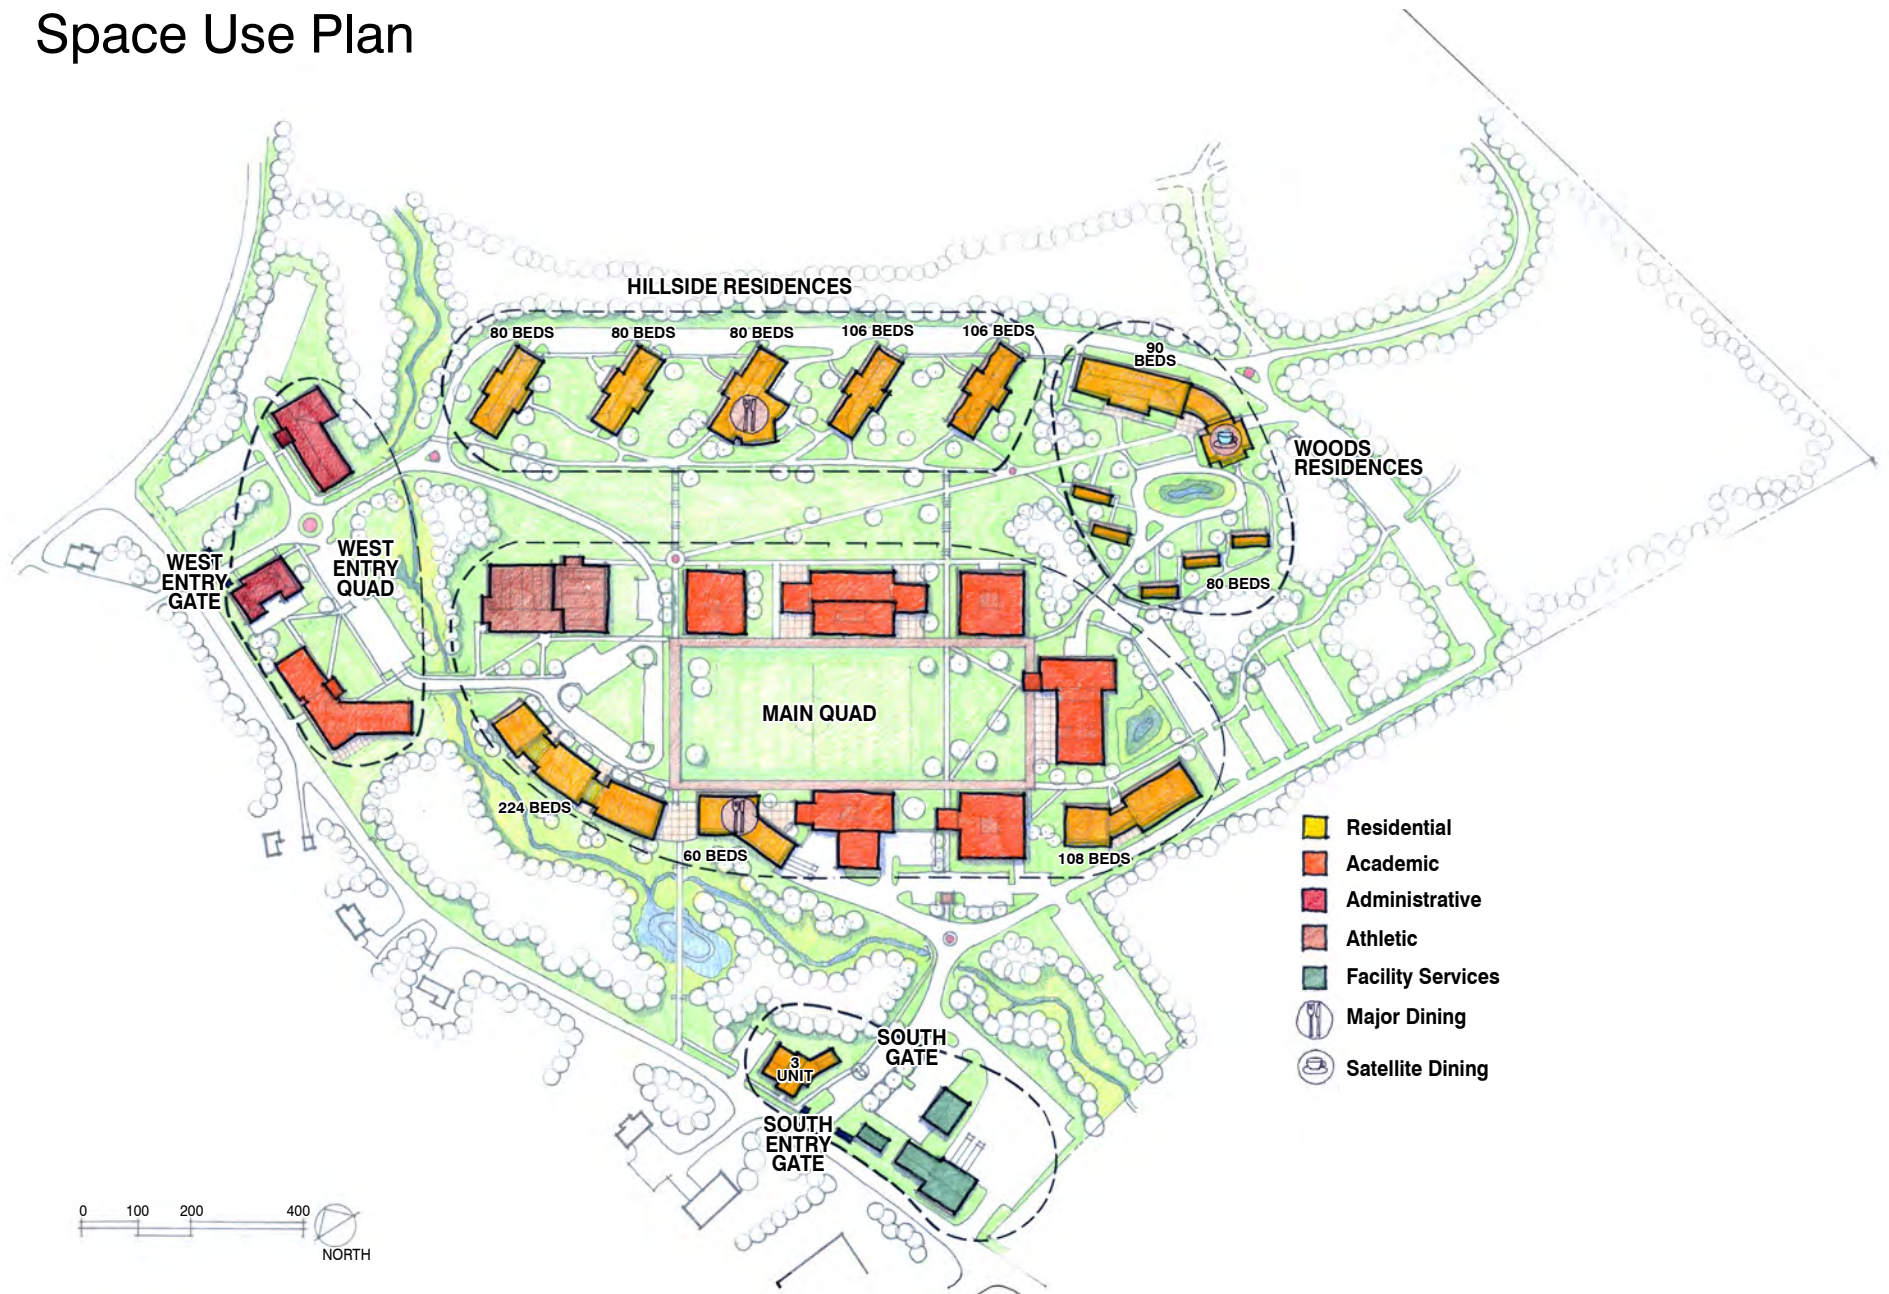 Space Use Plan
HILLSIDE RESIDENCES
80 BEDS
80 BEDS
80 BEDS
106 BEDS
106 BEDS
90
BEDS
WOODS
RESIDENCES
80 BEDS
WEST
ENTRY
GATE
WEST
ENTRY
QUAD
MAIN QUAD
224 BEDS
60 BEDS
108 BEDS
Residential
Academic
Administrative
Athletic
Facility Services
Major Dining
Satellite Dining
SOUTH
GATE
3
UNIT
SOUTH
ENTRY
GATE
0 100 200 400
NORTH